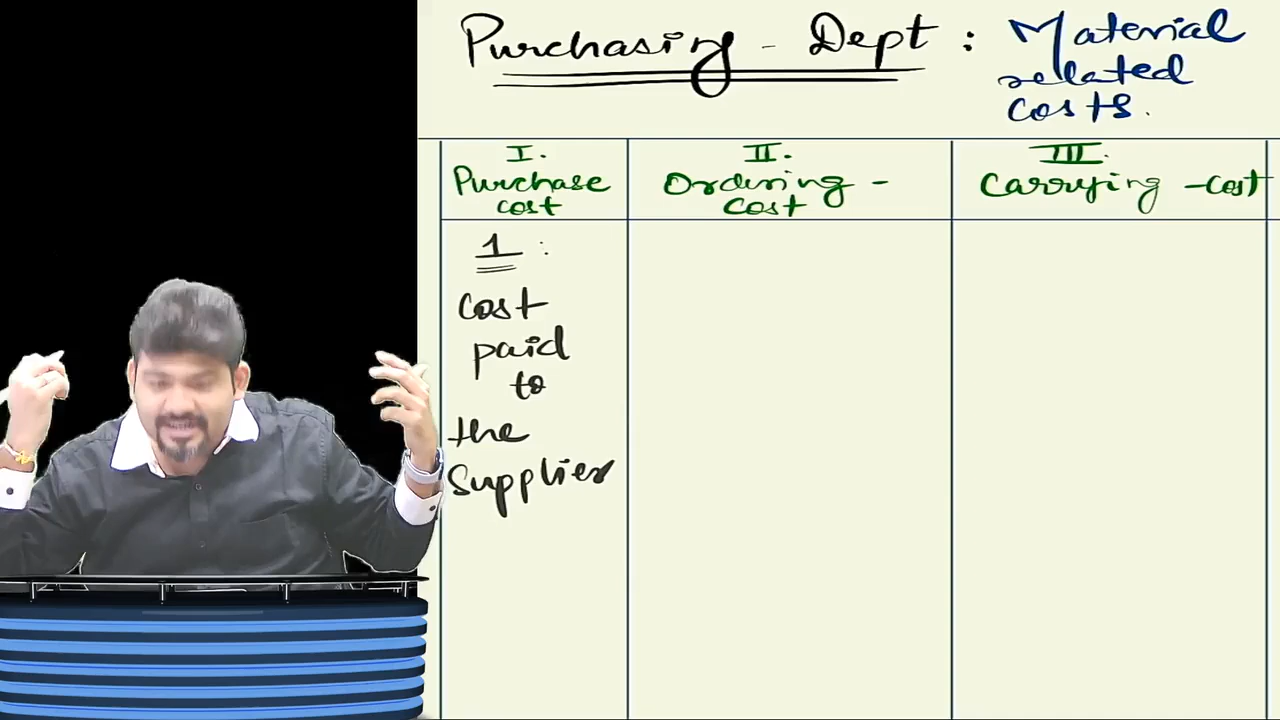 Purchasing - Dept : Material
related
costs.
I.
Purchase
cost
II.
Ordering -
cost
III.
Carrying - cost
1 :
cost
paid
to
the
Supplier